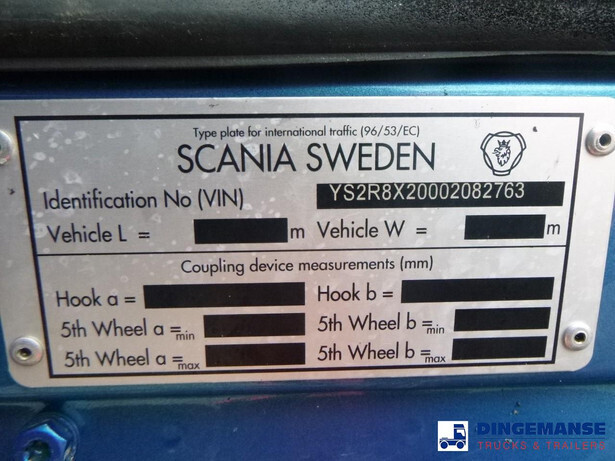 Type plate for international traffic (96/53/EC)
SCANIA SWEDEN
Identification No (VIN) YS2R8X20002082763
Vehicle L = m Vehicle W = m
Coupling device measurements (mm)
Hook a = Hook b =
5th Wheel a =min 5th Wheel b =min
5th Wheel a =max 5th Wheel b =max
DINGEMANSE
TRUCKS & TRAILERS